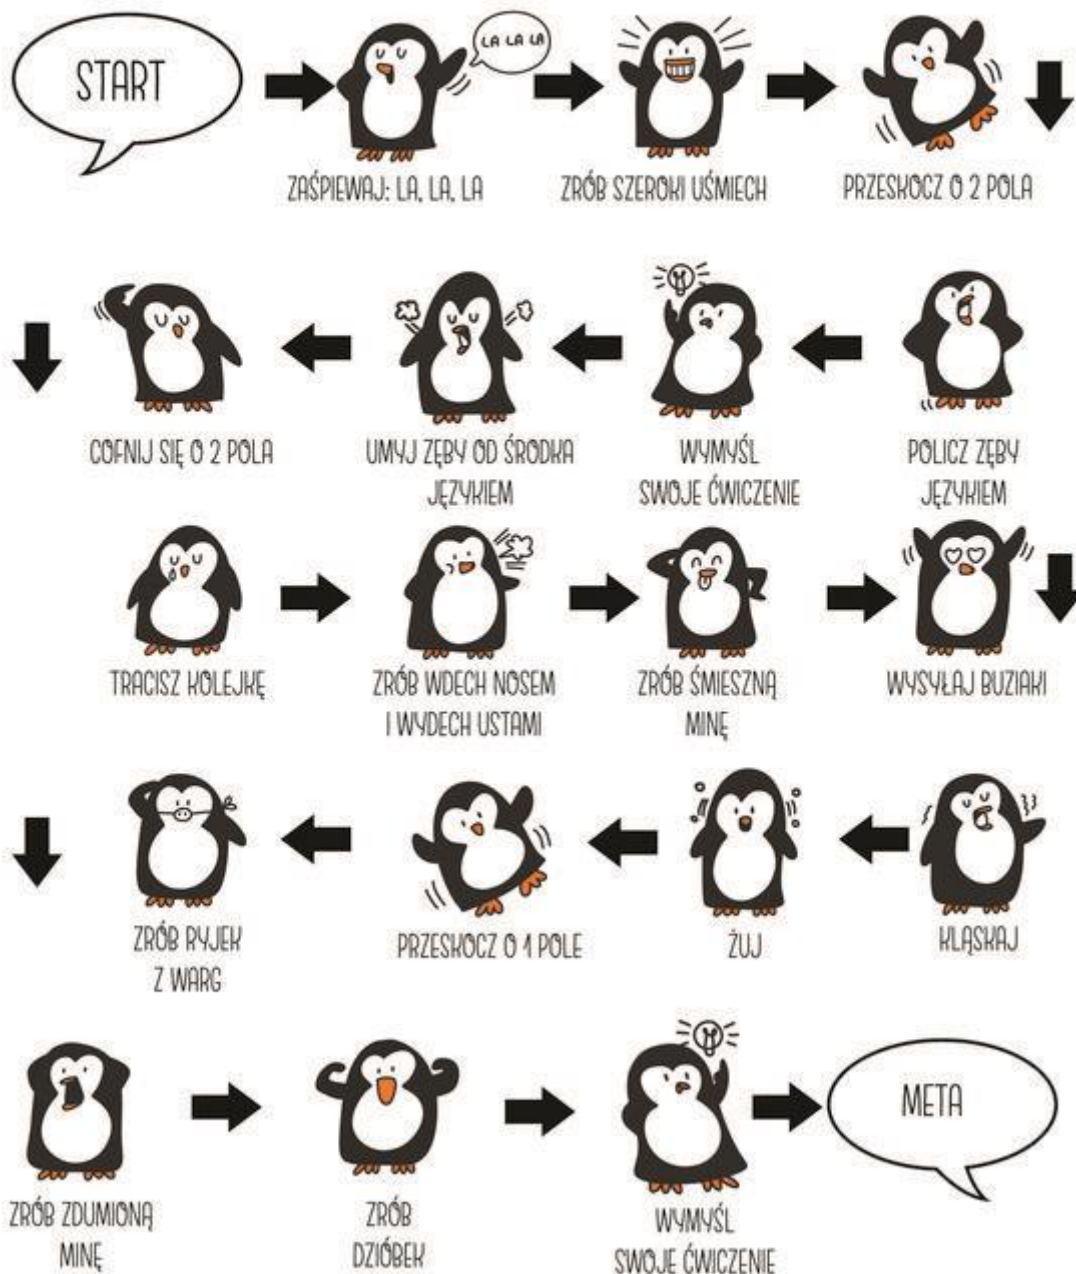 START
LA LA LA
ZAŚPIEWAJ: LA, LA, LA
ZRÓB SZEROKI UŚMIECH
PRZESKOCZ O 2 POLA
POLICZ ZĘBY
JĘZYKIEM
WYMYŚL
SWOJE ĆWICZENIE
UMYJ ZĘBY OD ŚRODKA
JĘZYKIEM
COFNIJ SIĘ O 2 POLA
TRACISZ KOLEJKĘ
ZRÓB WDECH NOSEM
I WYDECH USTAMI
ZRÓB ŚMIESZNĄ
MINĘ
WYSYŁAJ BUZIAKI
KLĄSKAJ
ŻUJ
PRZESKOCZ O 1 POLE
ZRÓB RYJEK
Z WARG
ZRÓB ZDUMIONĄ
MINĘ
ZRÓB
DZIÓBEK
WYMYŚL
SWOJE ĆWICZENIE
META